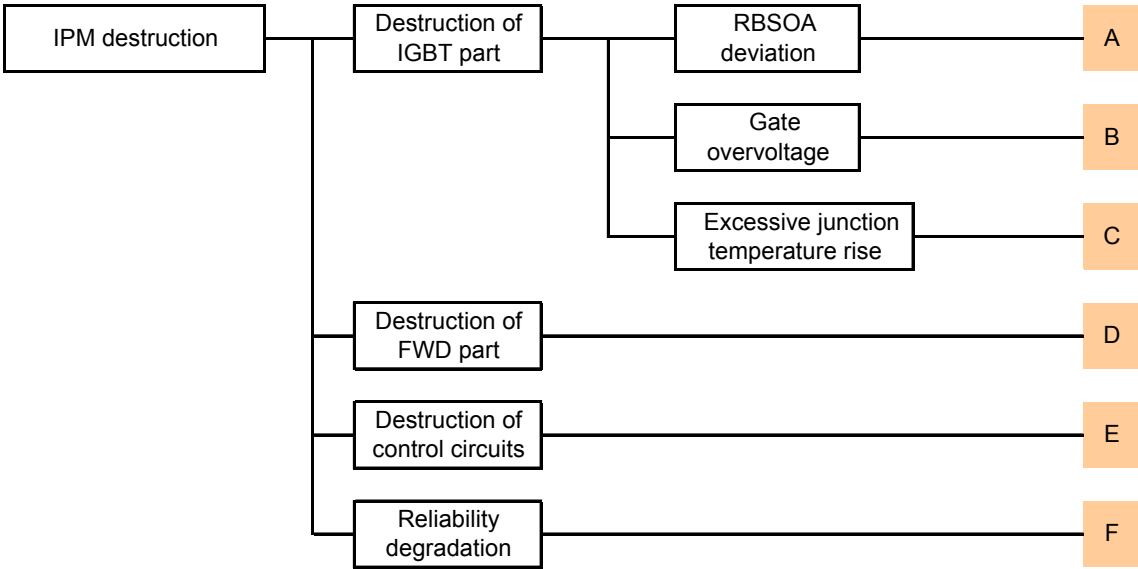 IPM destruction
Destruction of
IGBT part
RBSOA
deviation
A
Gate
overvoltage
B
Excessive junction
temperature rise
C
Destruction of
FWD part
D
Destruction of
control circuits
E
Reliability
degradation
F